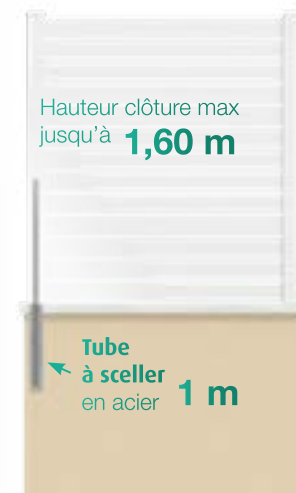 Hauteur clôture max
jusqu'à 1,60 m
Tube
à sceller
en acier 1 m